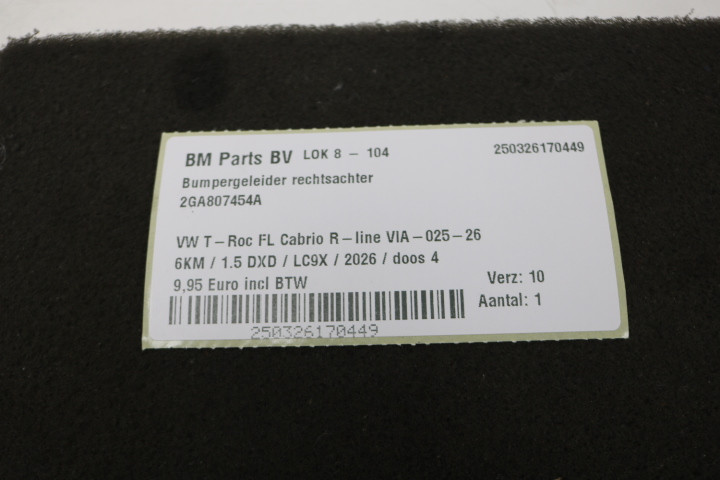 BM Parts BV LOK 8 - 104 250326170449
Bumpergeleider rechtsachter
2GA807454A
VW T-Roc FL Cabrio R-line VIA-025-26
6KM / 1.5 DXD / LC9X / 2026 / doos 4
9,95 Euro incl BTW Verz: 10
Aantal: 1
250326170449